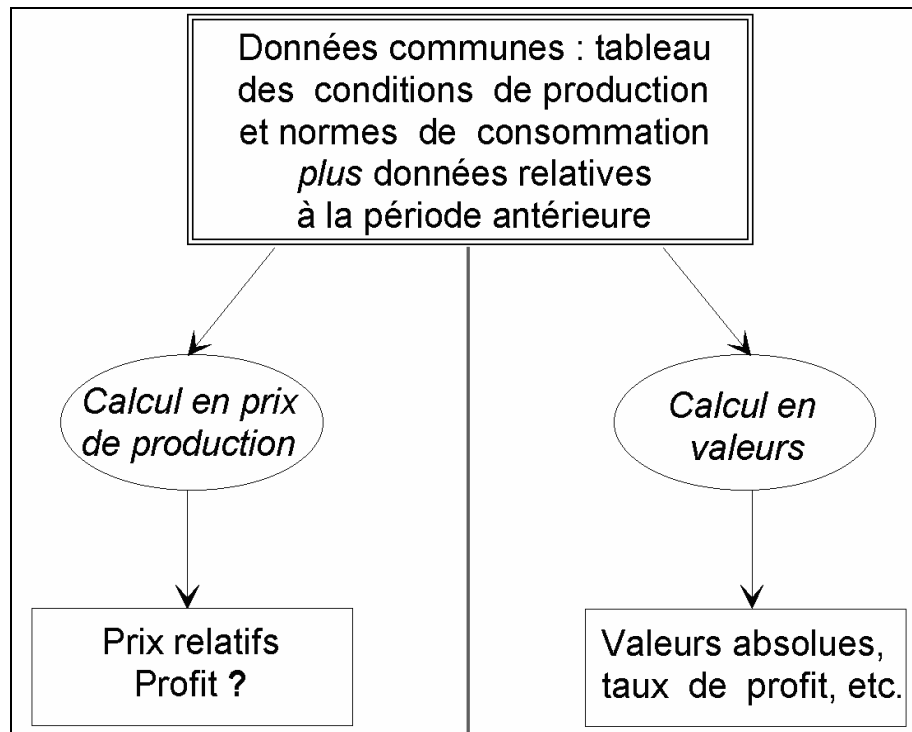 Données communes : tableau
des conditions de production
et normes de consommation
plus données relatives
à la période antérieure
Calcul en prix
de production
Calcul en
valeurs
Prix relatifs
Profit ?
Valeurs absolues,
taux de profit, etc.